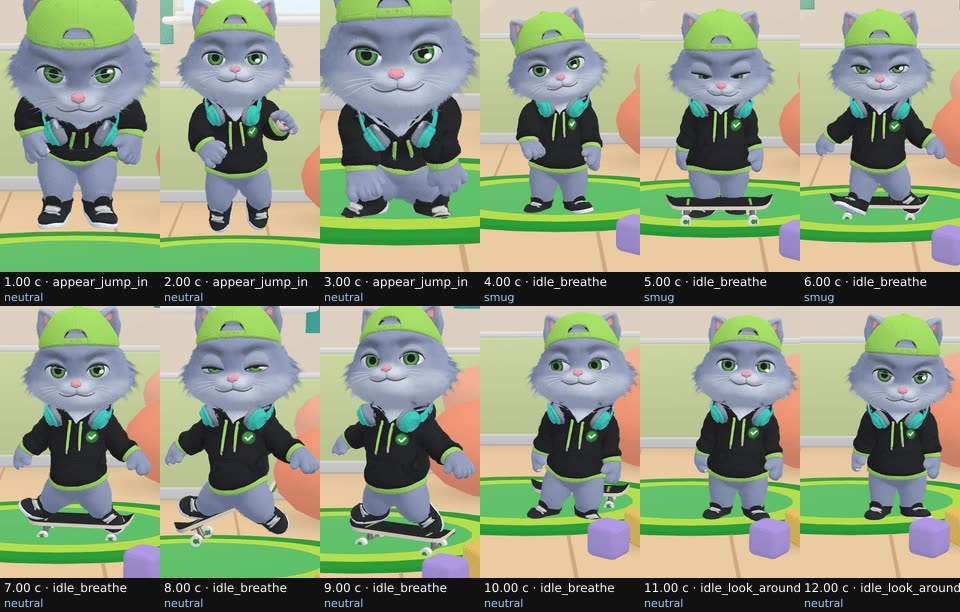 1.00 c · appear_jump_in
neutral
2.00 c · appear_jump_in
neutral
3.00 c · appear_jump_in
neutral
4.00 c · idle_breathe
smug
5.00 c · idle_breathe
smug
6.00 c · idle_breathe
smug
7.00 c · idle_breathe
neutral
8.00 c · idle_breathe
neutral
9.00 c · idle_breathe
neutral
10.00 c · idle_breathe
neutral
11.00 c · idle_look_around
neutral
12.00 c · idle_look_around
neutral